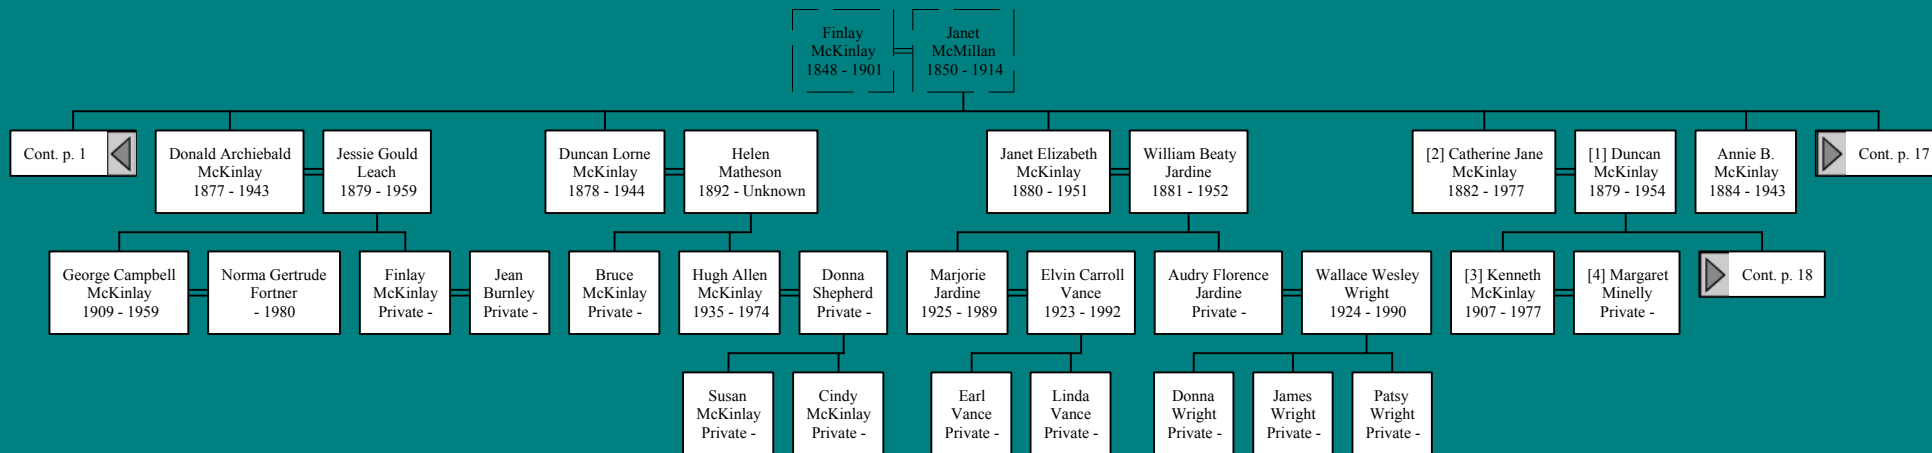 Finlay
McKinlay
1848 - 1901
Janet
McMillan
1850 - 1914
Cont. p. 1
Donald Archiebald
McKinlay
1877 - 1943
Jessie Gould
Leach
1879 - 1959
Duncan Lorne
McKinlay
1878 - 1944
Helen
Matheson
1892 - Unknown
Janet Elizabeth
McKinlay
1880 - 1951
William Beaty
Jardine
1881 - 1952
[2] Catherine Jane
McKinlay
1882 - 1977
[1] Duncan
McKinlay
1879 - 1954
Annie B.
McKinlay
1884 - 1943
Cont. p. 17
George Campbell
McKinlay
1909 - 1959
Norma Gertrude
Fortner
- 1980
Finlay
McKinlay
Private -
Jean
Burnley
Private -
Bruce
McKinlay
Private -
Hugh Allen
McKinlay
1935 - 1974
Donna
Shepherd
Private -
Marjorie
Jardine
1925 - 1989
Elvin Carroll
Vance
1923 - 1992
Audry Florence
Jardine
Private -
Wallace Wesley
Wright
1924 - 1990
[3] Kenneth
McKinlay
1907 - 1977
[4] Margaret
Minelly
Private -
Cont. p. 18
Susan
McKinlay
Private -
Cindy
McKinlay
Private -
Earl
Vance
Private -
Linda
Vance
Private -
Donna
Wright
Private -
James
Wright
Private -
Patsy
Wright
Private -